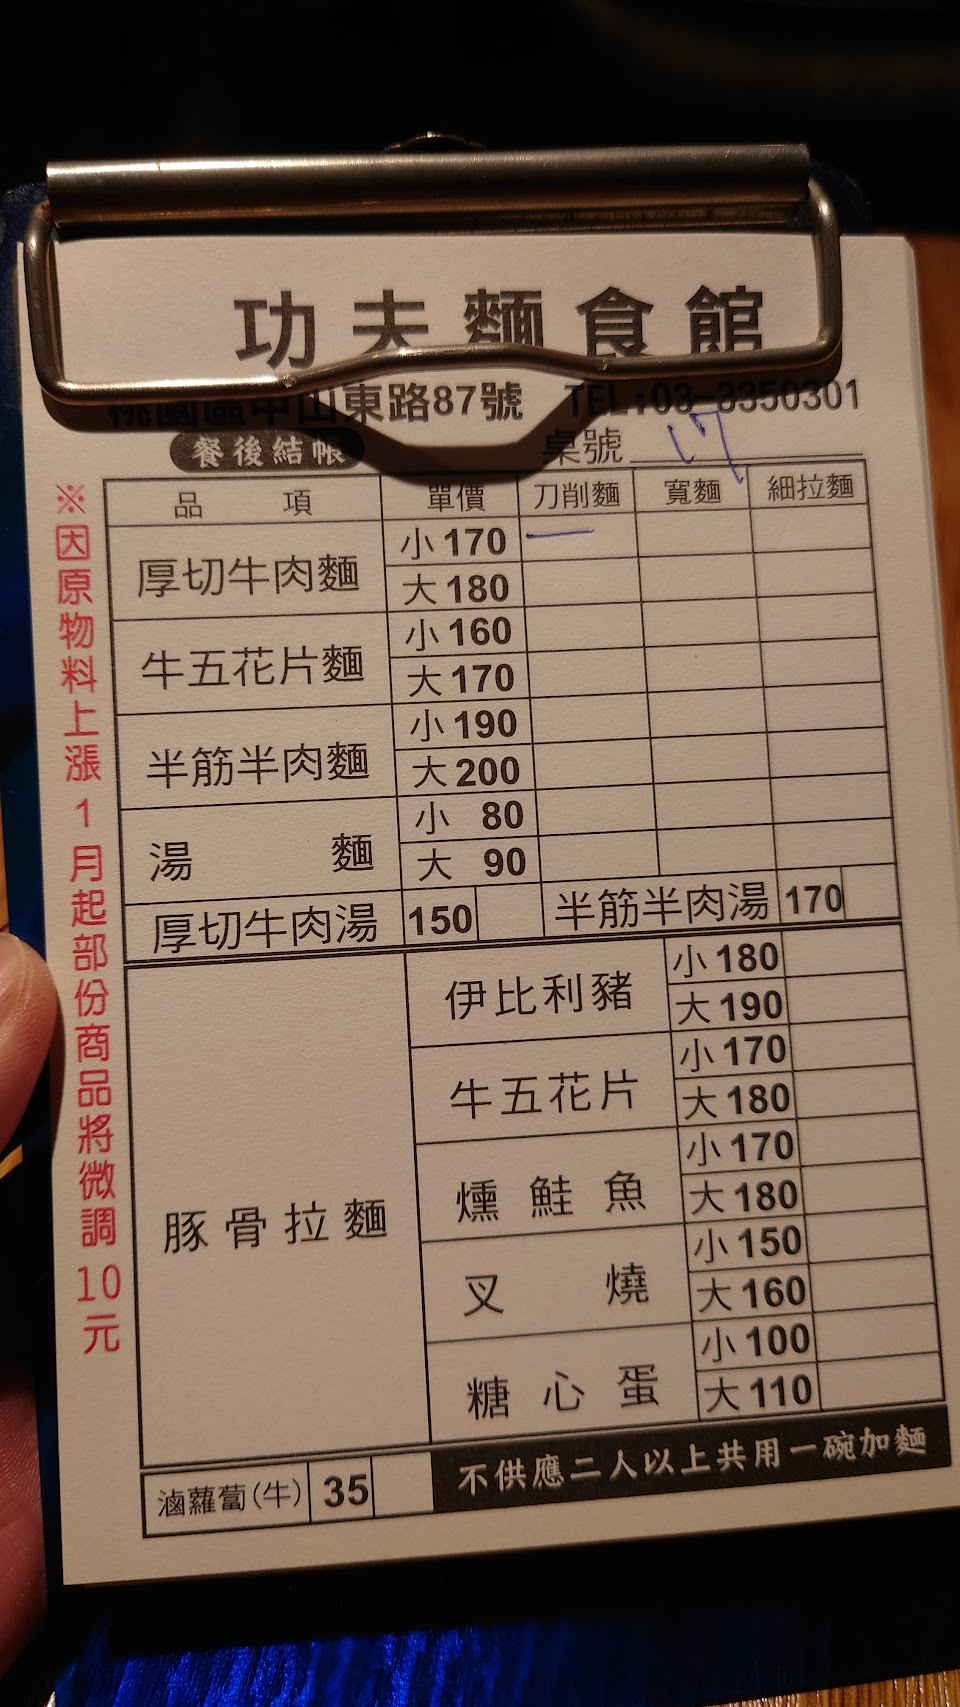 功夫麵食館
桃園區中山東路87號 TEL:03-3350301
餐後結帳 桌號 17
※因原物料上漲1月起部份商品將微調10元
品項 單價 刀削麵 寬麵 細拉麵
厚切牛肉麵 小170 一
大180
牛五花片麵 小160
大170
半筋半肉麵 小190
大200
湯麵 小80
大90
厚切牛肉湯 150 半筋半肉湯 170
豚骨拉麵
伊比利豬 小180
大190
牛五花片 小170
大180
燻鮭魚 小170
大180
叉燒 小150
大160
糖心蛋 小100
大110
滷蘿蔔(牛) 35 不供應二人以上共用一碗加麵